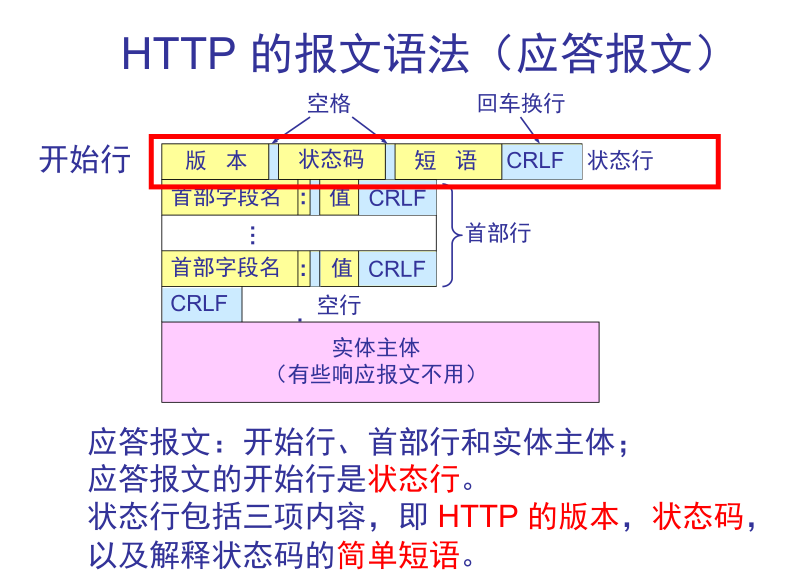 HTTP 的报文语法（应答报文）
空格 回车换行
开始行 版 本 状态码 短 语 CRLF 状态行
首部字段名 : 值 CRLF
⋮ 首部行
首部字段名 : 值 CRLF
CRLF 空行
实体主体
（有些响应报文不用）
应答报文：开始行、首部行和实体主体；
应答报文的开始行是状态行。
状态行包括三项内容，即 HTTP 的版本，状态码，
以及解释状态码的简单短语。